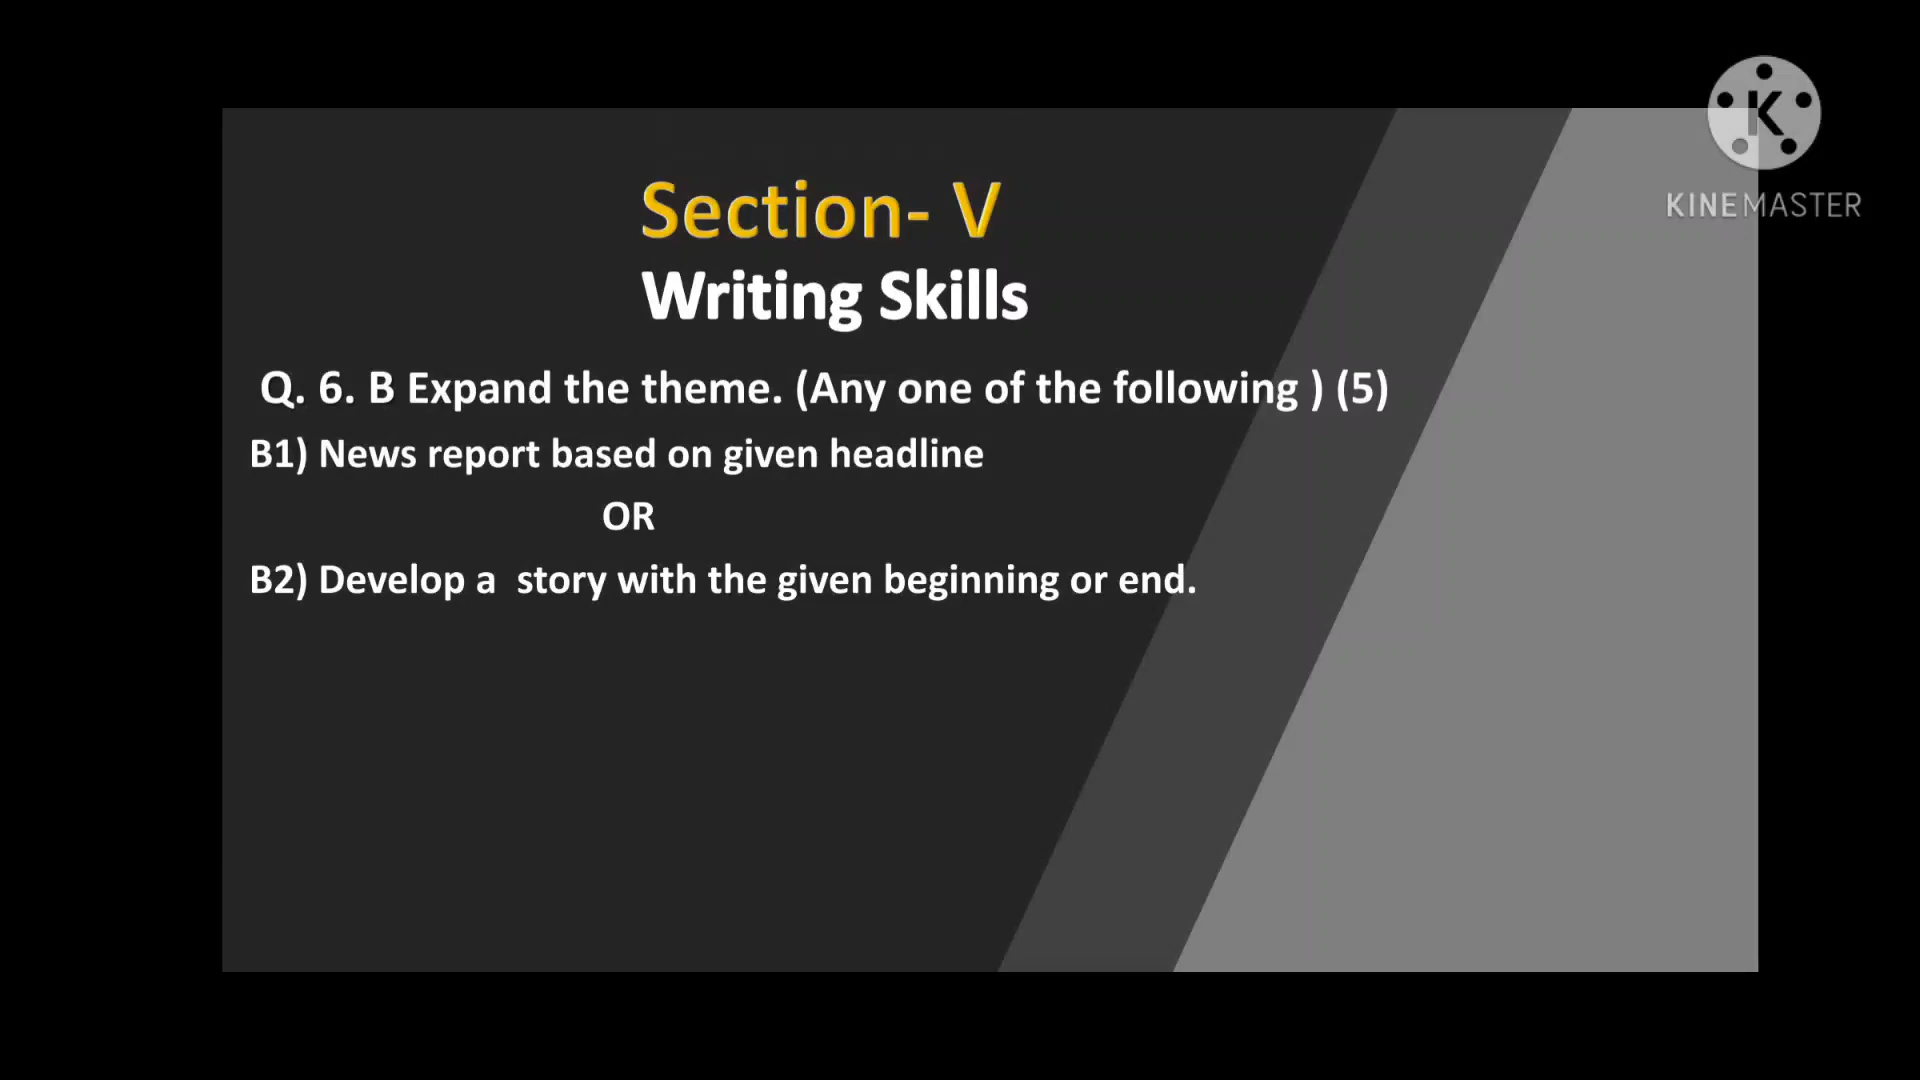 K
KINEMASTER
Section- V
Writing Skills
Q. 6. B Expand the theme. (Any one of the following ) (5)
B1) News report based on given headline
OR
B2) Develop a  story with the given beginning or end.